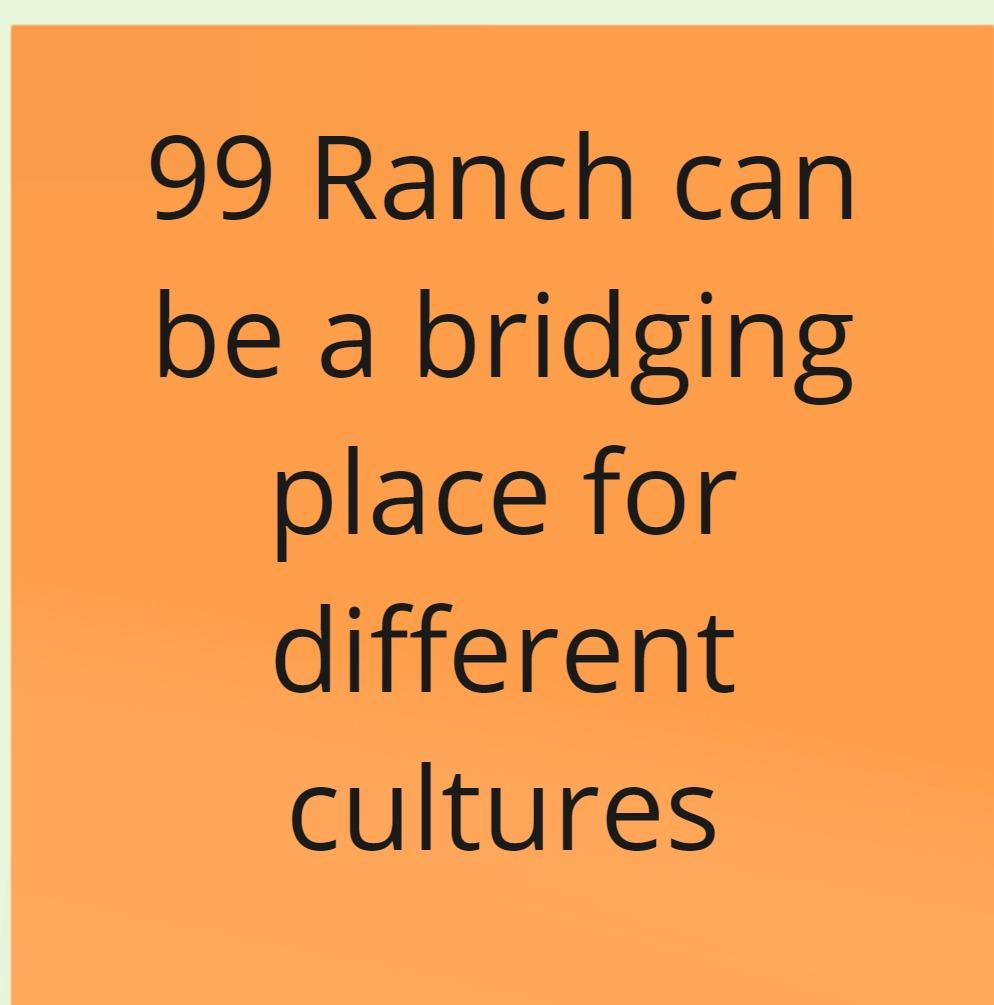 99 Ranch can
be a bridging
place for
different
cultures